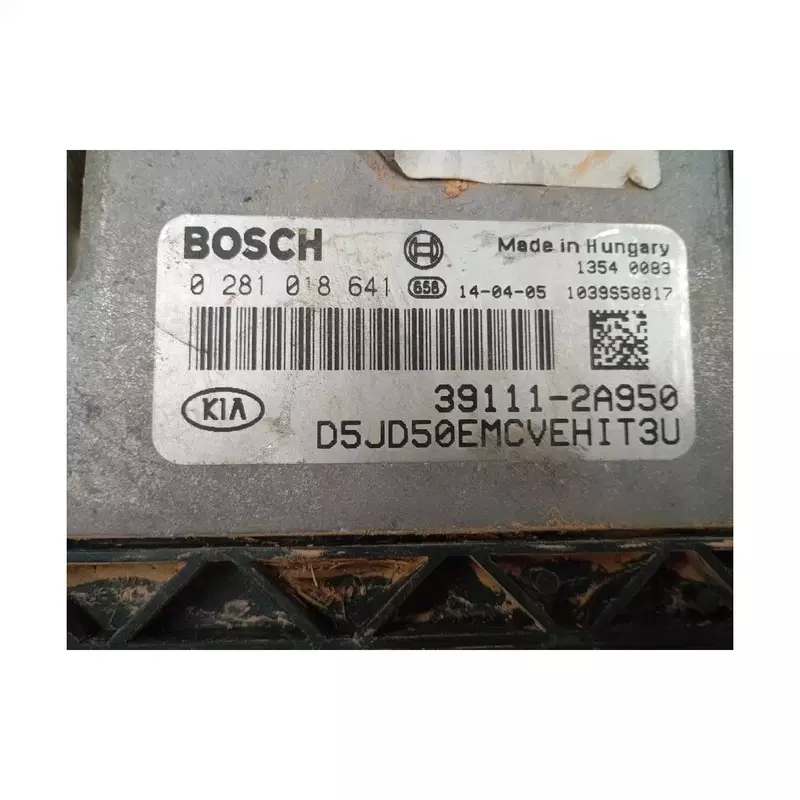 BOSCH
Made in Hungary
1354 0083
0 281 018 641 658 14-04-05 1039S58817
KIA
39111-2A950
D5JD50EMCVEHIT3U